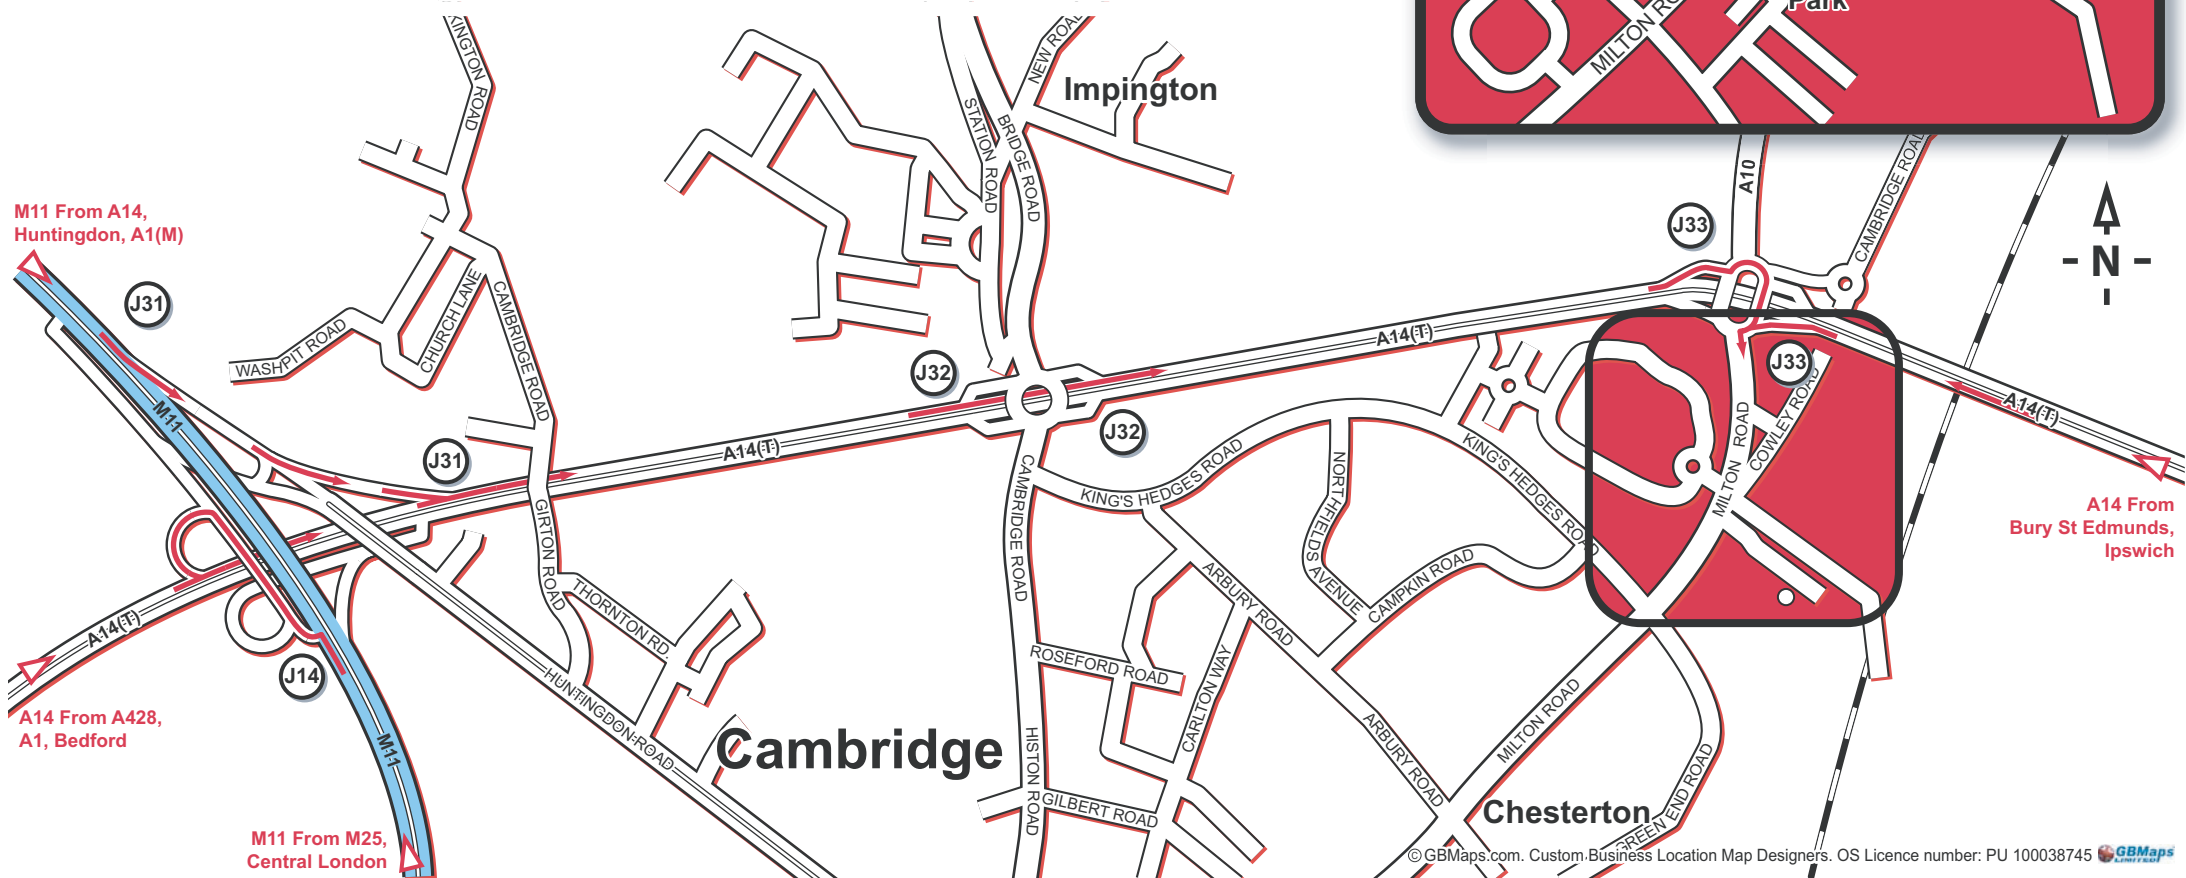 Park
MILTON RO
KINGTON ROAD
NEW ROAD
Impington
STATION ROAD
BRIDGE ROAD
A10
CAMBRIDGE ROAD
J33
N
M11 From A14,
Huntingdon, A1(M)
J31
WASHPIT ROAD
CHURCH LANE
CAMBRIDGE ROAD
M11
J31
A14(T)
J32
J32
A14(T)
J33
A14(T)
KING'S HEDGES ROAD
KING'S HEDGES ROAD
NORTHFIELDS AVENUE
MILTON ROAD
COWLEY ROAD
A14 From
Bury St Edmunds,
Ipswich
CAMBRIDGE ROAD
GIRTON ROAD
THORNTON RD.
ARBURY ROAD
CAMPKIN ROAD
A14(T)
J14
A14 From A428,
A1, Bedford
HUNTINGDON ROAD
ROSEFORD ROAD
CARLTON WAY
ARBURY ROAD
MILTON ROAD
Cambridge
M11
HISTON ROAD
GILBERT ROAD
GREEN END ROAD
Chesterton
M11 From M25,
Central London
© GBMaps.com. Custom Business Location Map Designers. OS Licence number: PU 100038745
GBMaps
LIMITED